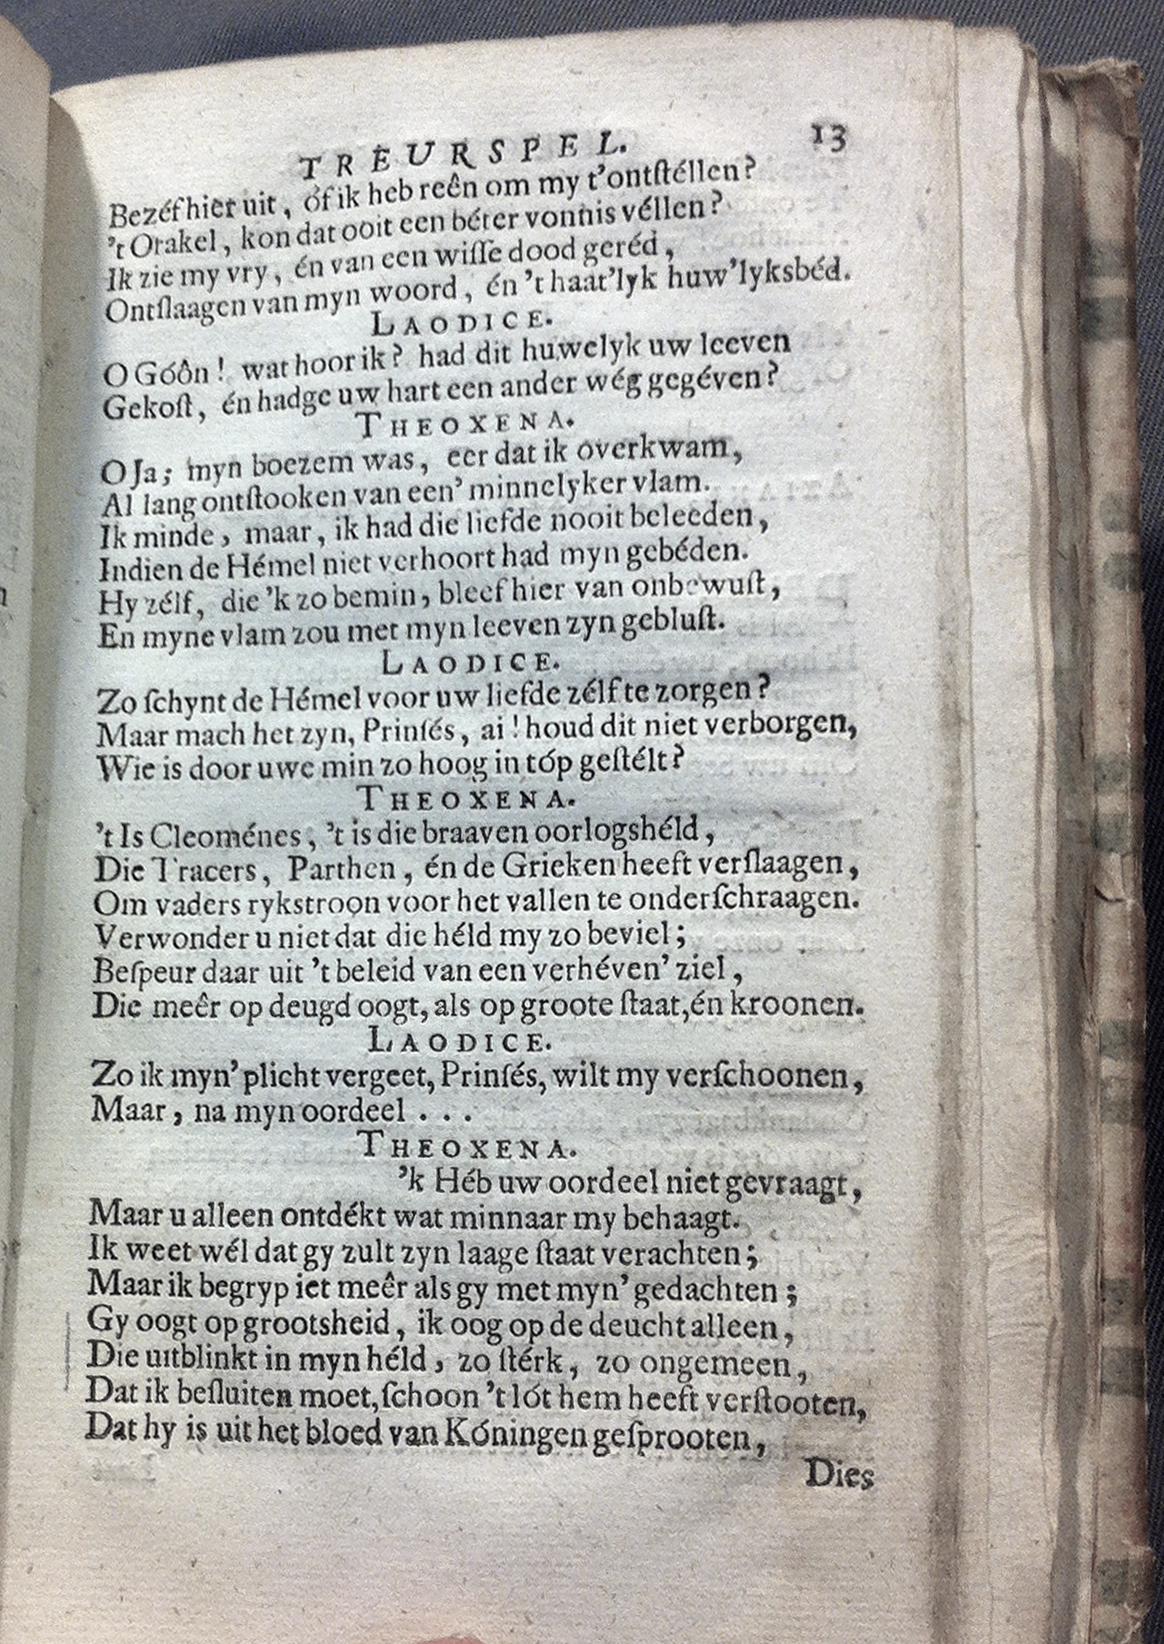 TREURSPEL. 13
Bezéf hier uit, óf ik heb reên om my t'ontſtéllen?
't Orakel, kon dat ooit een béter vonnis véllen?
Ik zie my vry, én van een wiſſe dood geréd,
Ontſlaagen van myn woord, én 't haat'lyk huw'lyksbéd.
LAODICE.
O Góôn! wat hoor ik? had dit huwelyk uw leeven
Gekoſt, én hadge uw hart een ander wég gegéven?
THEOXENA.
O Ja; myn boezem was, eer dat ik overkwam,
Al lang ontſtooken van een' minnelyker vlam.
Ik minde, maar, ik had die liefde nooit beleeden,
Indien de Hémel niet verhoort had myn gebéden.
Hy zélf, die 'k zo bemin, bleef hier van onbewuſt,
En myne vlam zou met myn leeven zyn gebluſt.
LAODICE.
Zo ſchynt de Hémel voor uw liefde zélf te zorgen?
Maar mach het zyn, Prinſés, ai! houd dit niet verborgen,
Wie is door uwe min zo hoog in tóp geſtélt?
THEOXENA.
't Is Cleoménes, 't is die braaven oorlogshéld,
Die Tracers, Parthen, én de Grieken heeft verſlaagen,
Om vaders rykstroon voor het vallen te onderſchraagen.
Verwonder u niet dat die héld my zo beviel;
Beſpeur daar uit 't beleid van een verhéven' ziel,
Die meêr op deugd oogt, als op groote ſtaat, én kroonen.
LAODICE.
Zo ik myn' plicht vergeet, Prinſés, wilt my verſchoonen,
Maar, na myn oordeel . . .
THEOXENA.
'k Héb uw oordeel niet gevraagt,
Maar u alleen ontdékt wat minnaar my behaagt.
Ik weet wél dat gy zult zyn laage ſtaat verachten;
Maar ik begryp iet meêr als gy met myn' gedachten;
Gy oogt op grootsheid, ik oog op de deucht alleen,
Die uitblinkt in myn héld, zo ſtérk, zo ongemeen,
Dat ik beſluiten moet, ſchoon 't lót hem heeft verſtooten,
Dat hy is uit het bloed van Kóningen geſprooten,
Dies